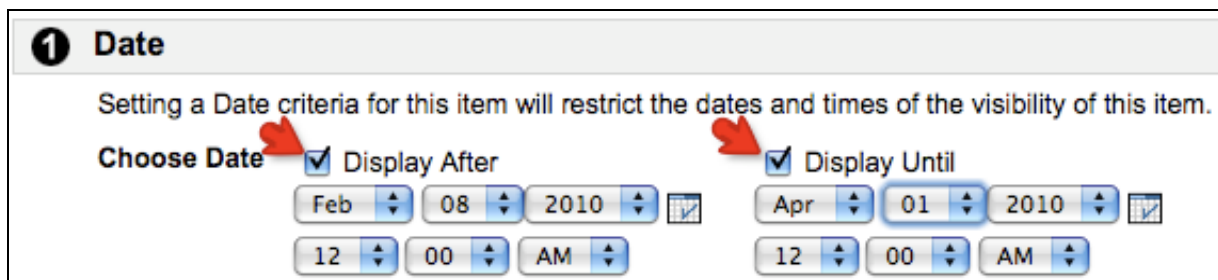 1 Date
Setting a Date criteria for this item will restrict the dates and times of the visibility of this item.
Choose Date Display After Display Until
Feb 08 2010 Apr 01 2010
12 00 AM 12 00 AM